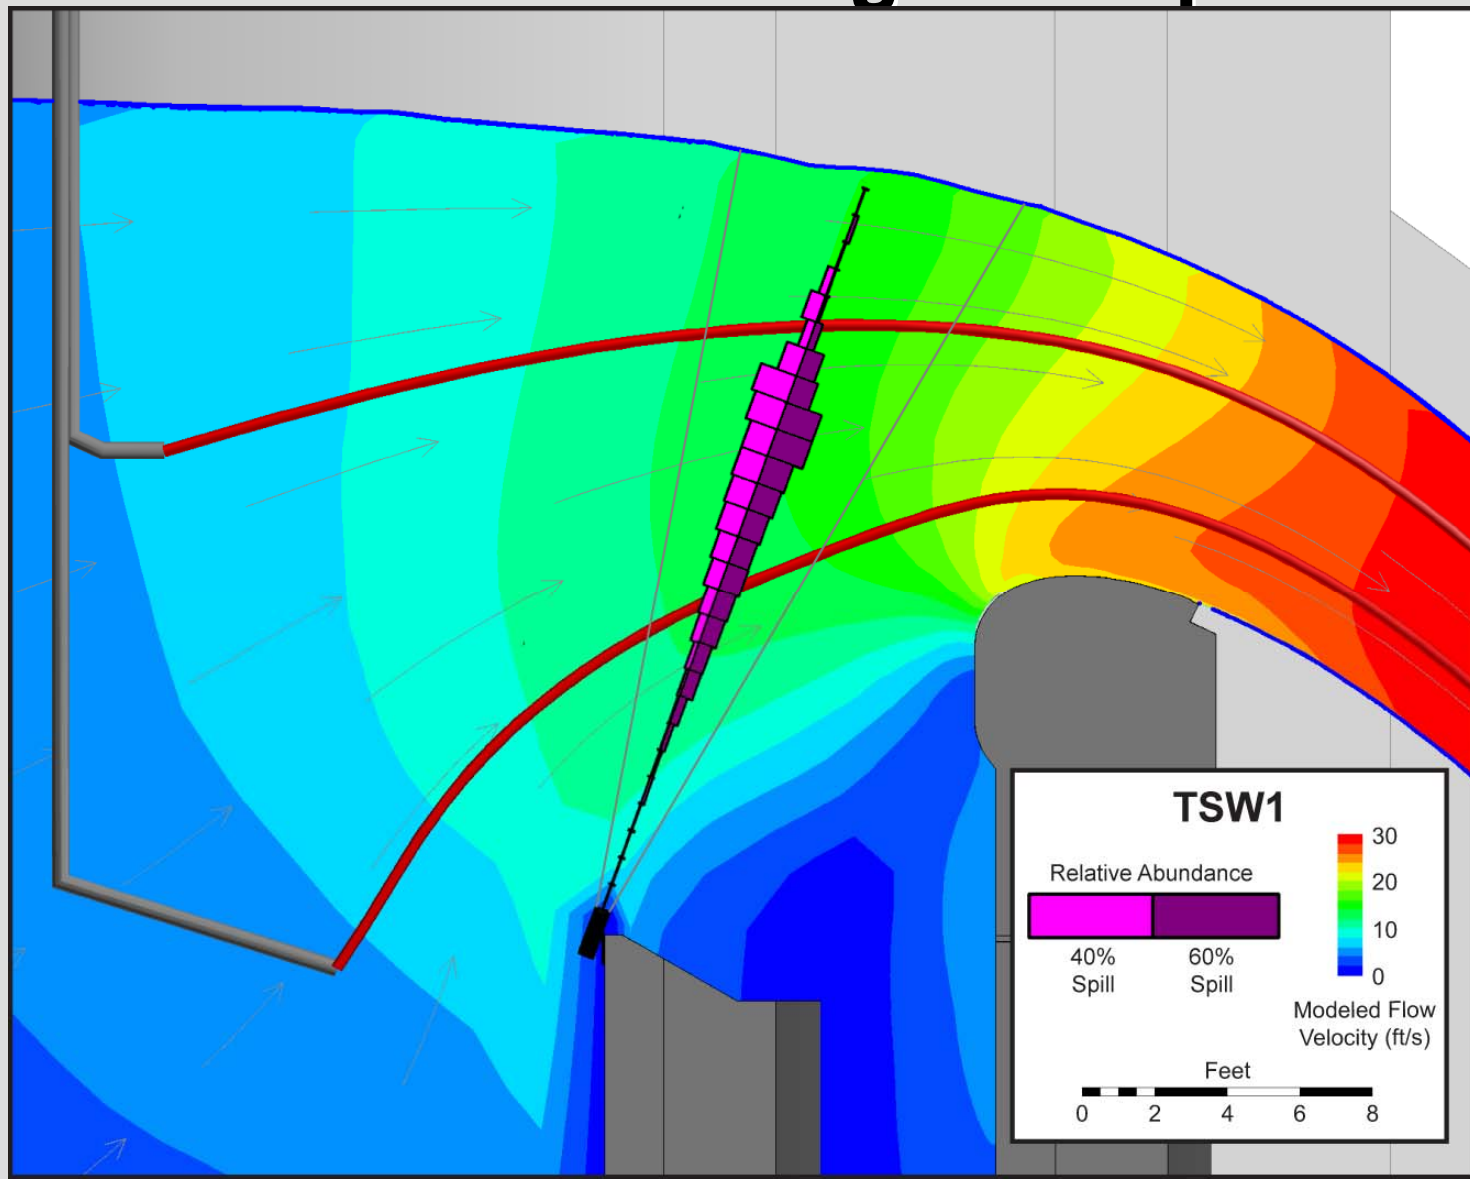 TSW1
Relative Abundance
40%
Spill
60%
Spill
30
20
10
0
Modeled Flow
Velocity (ft/s)
Feet
0 2 4 6 8